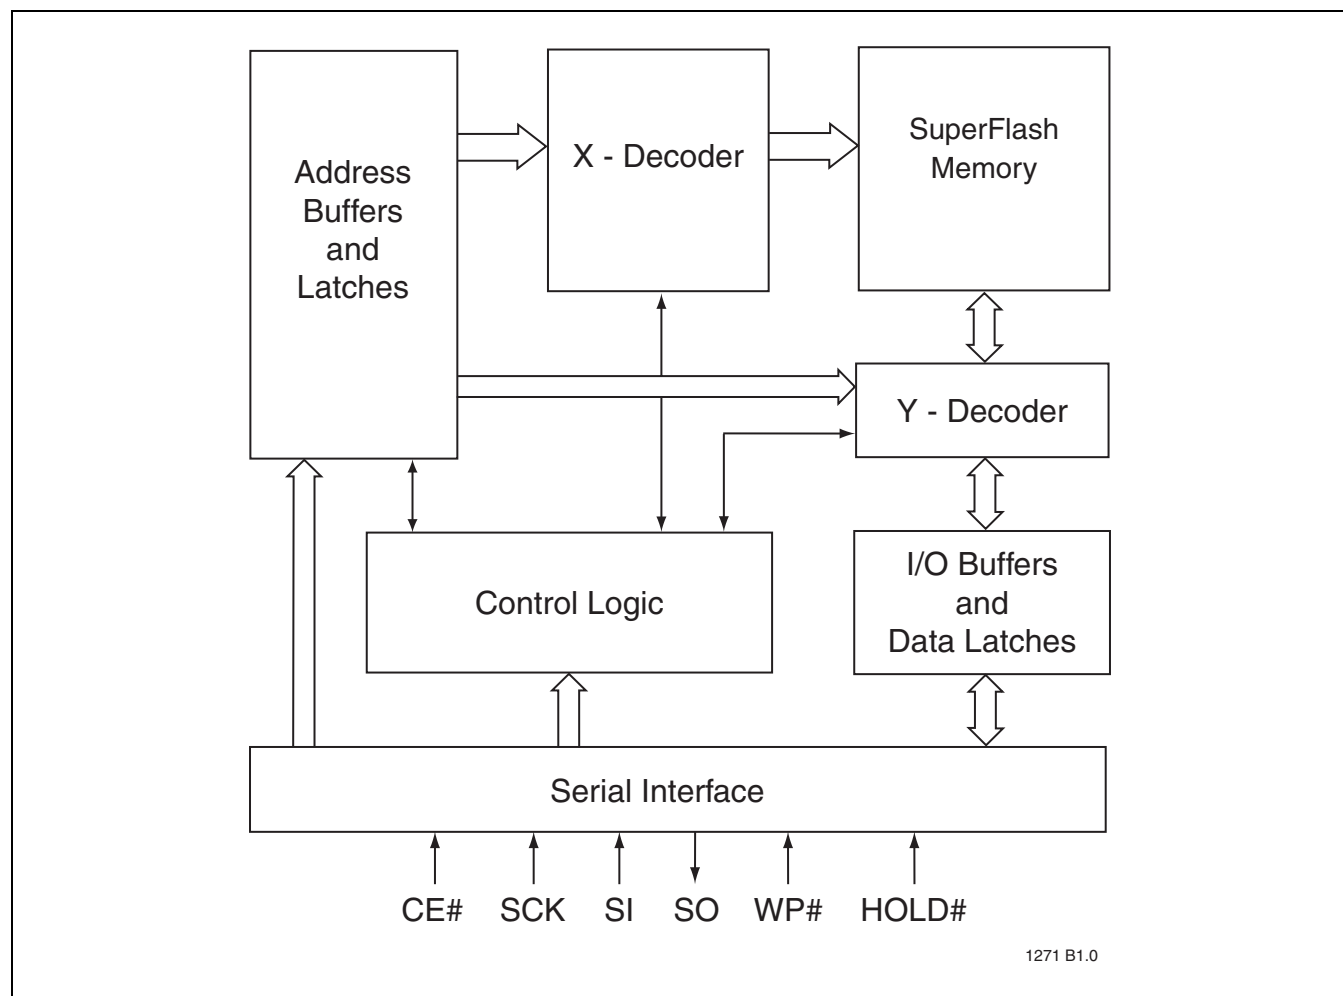 Address
Buffers
and
Latches
X - Decoder
SuperFlash
Memory
Y - Decoder
Control Logic
I/O Buffers
and
Data Latches
Serial Interface
CE# SCK SI SO WP# HOLD#
1271 B1.0